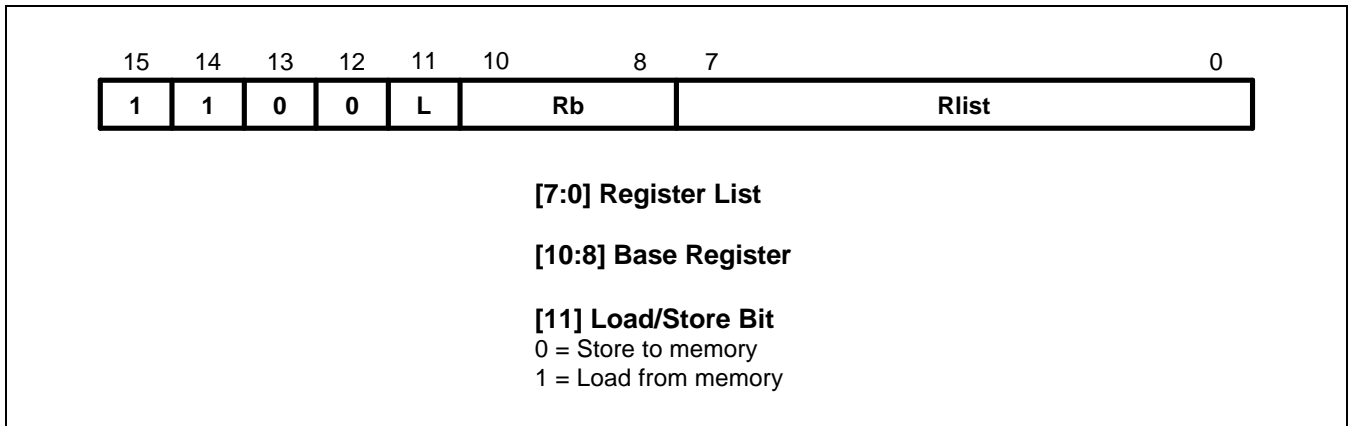 15 14 13 12 11 10 8 7 0
1 1 0 0 L Rb Rlist
[7:0] Register List
[10:8] Base Register
[11] Load/Store Bit
0 = Store to memory
1 = Load from memory